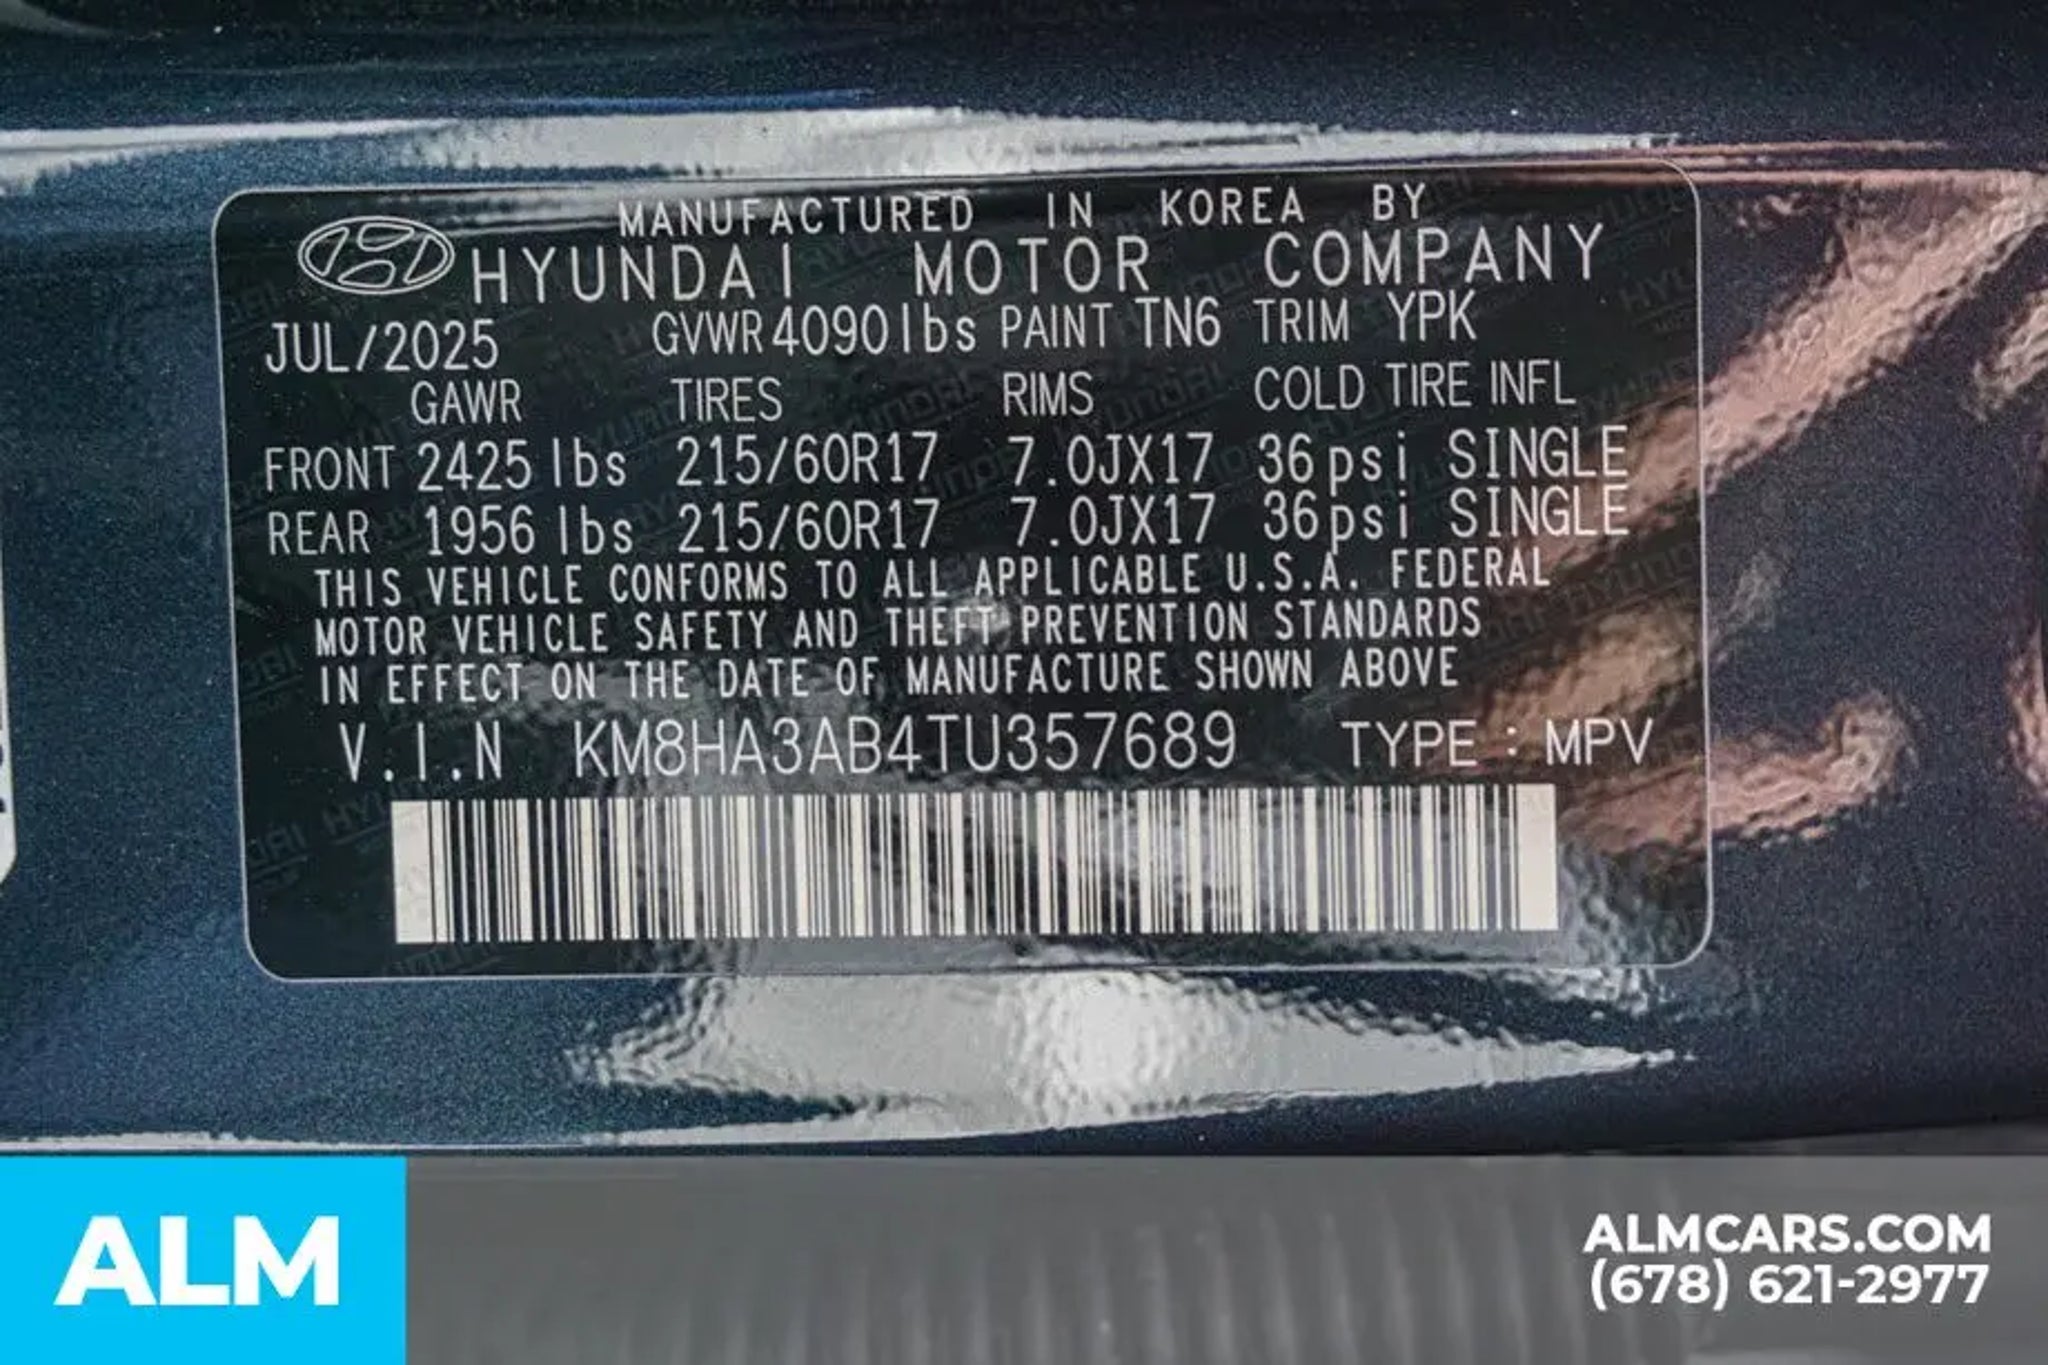 MANUFACTURED IN KOREA BY
HYUNDAI MOTOR COMPANY
JUL/2025 GVWR 4090lbs PAINT TN6 TRIM YPK
GAWR TIRES RIMS COLD TIRE INFL
FRONT 2425 lbs 215/60R17 7.0JX17 36psi SINGLE
REAR 1956 lbs 215/60R17 7.0JX17 36psi SINGLE
THIS VEHICLE CONFORMS TO ALL APPLICABLE U.S.A. FEDERAL
MOTOR VEHICLE SAFETY AND THEFT PREVENTION STANDARDS
IN EFFECT ON THE DATE OF MANUFACTURE SHOWN ABOVE
V.I.N KM8HA3AB4TU357689 TYPE : MPV
ALM
ALMCARS.COM
(678) 621-2977